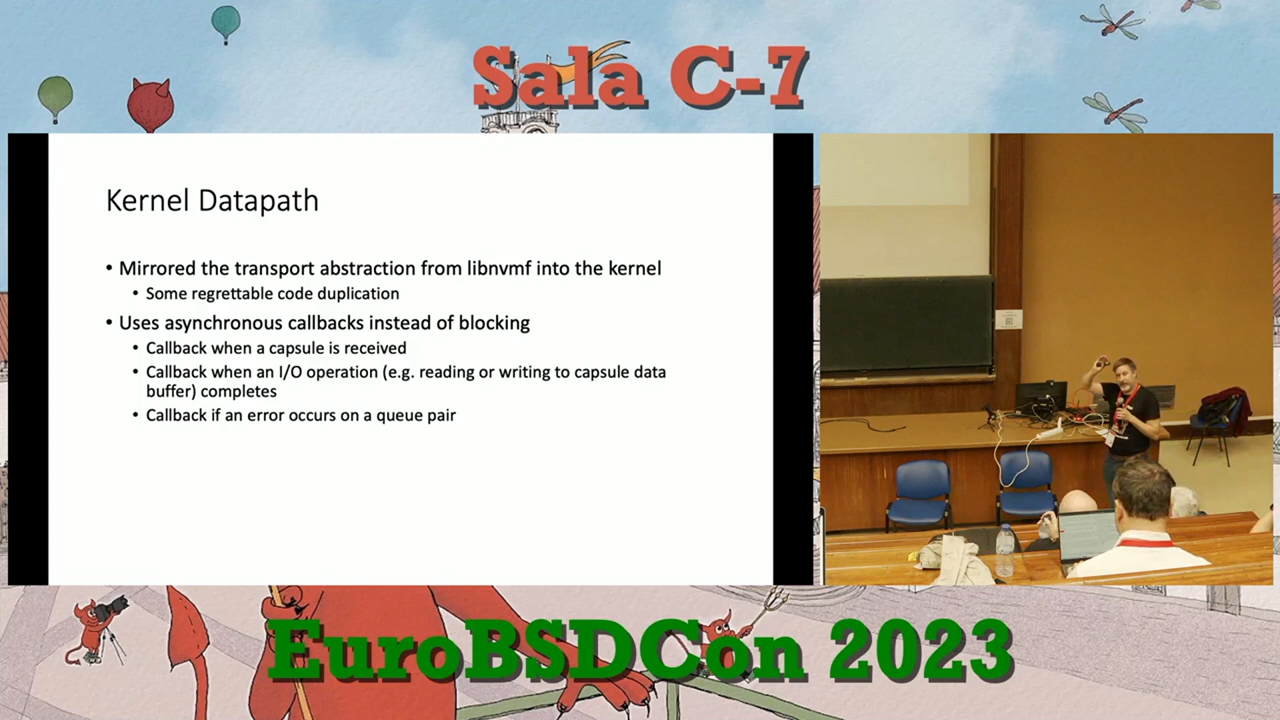 Sala C-7
Kernel Datapath
• Mirrored the transport abstraction from libnvmf into the kernel
• Some regrettable code duplication
• Uses asynchronous callbacks instead of blocking
• Callback when a capsule is received
• Callback when an I/O operation (e.g. reading or writing to capsule data
buffer) completes
• Callback if an error occurs on a queue pair
EuroBSDCon 2023